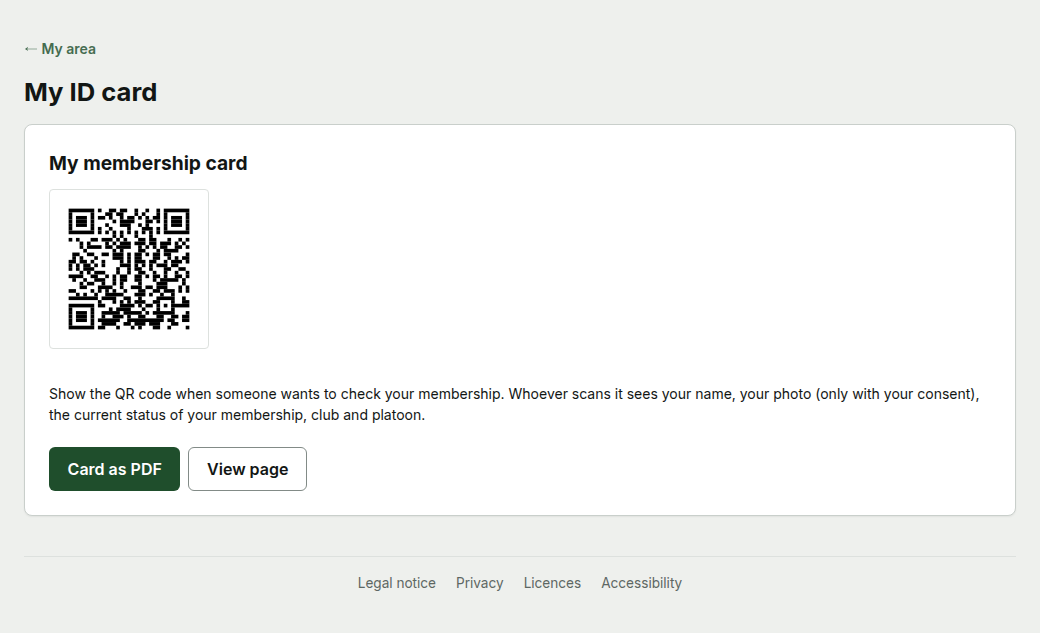 ← My area
My ID card
My membership card
Show the QR code when someone wants to check your membership. Whoever scans it sees your name, your photo (only with your consent),
the current status of your membership, club and platoon.
Card as PDF
View page
Legal notice
Privacy
Licences
Accessibility